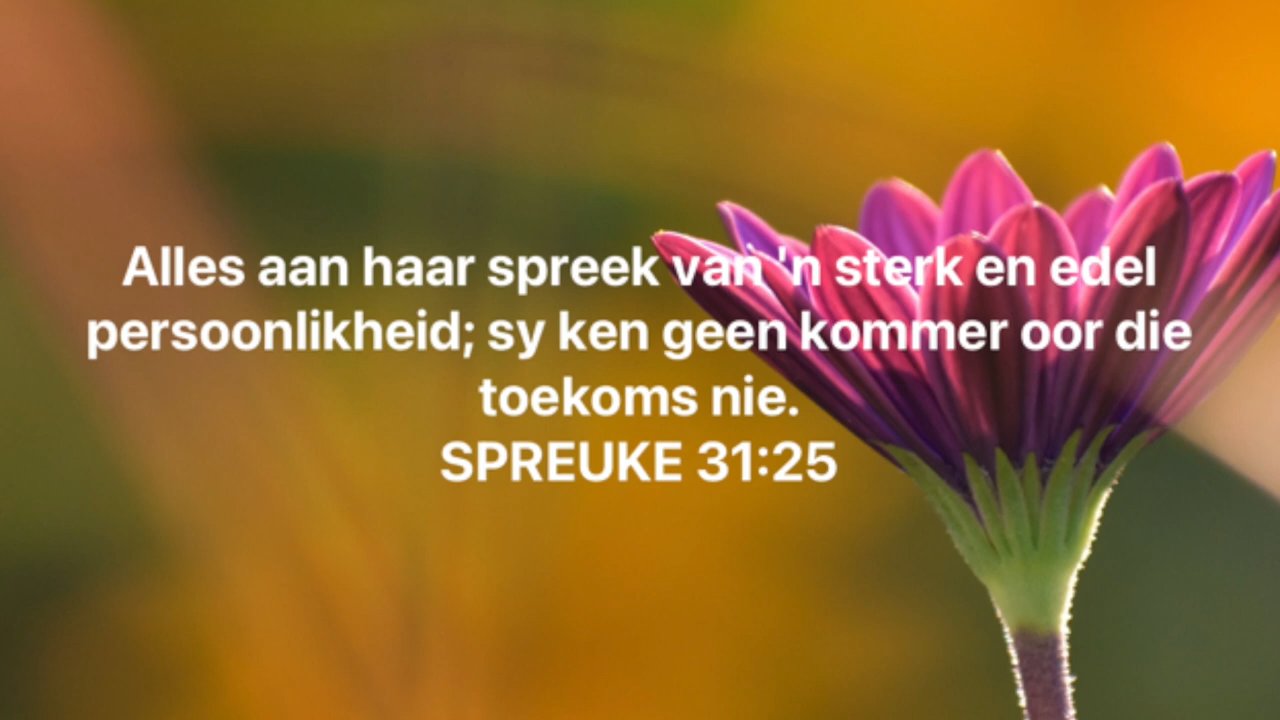 Alles aan haar spreek van 'n sterk en edel
persoonlikheid; sy ken geen kommer oor die
toekoms nie.
SPREUKE 31:25